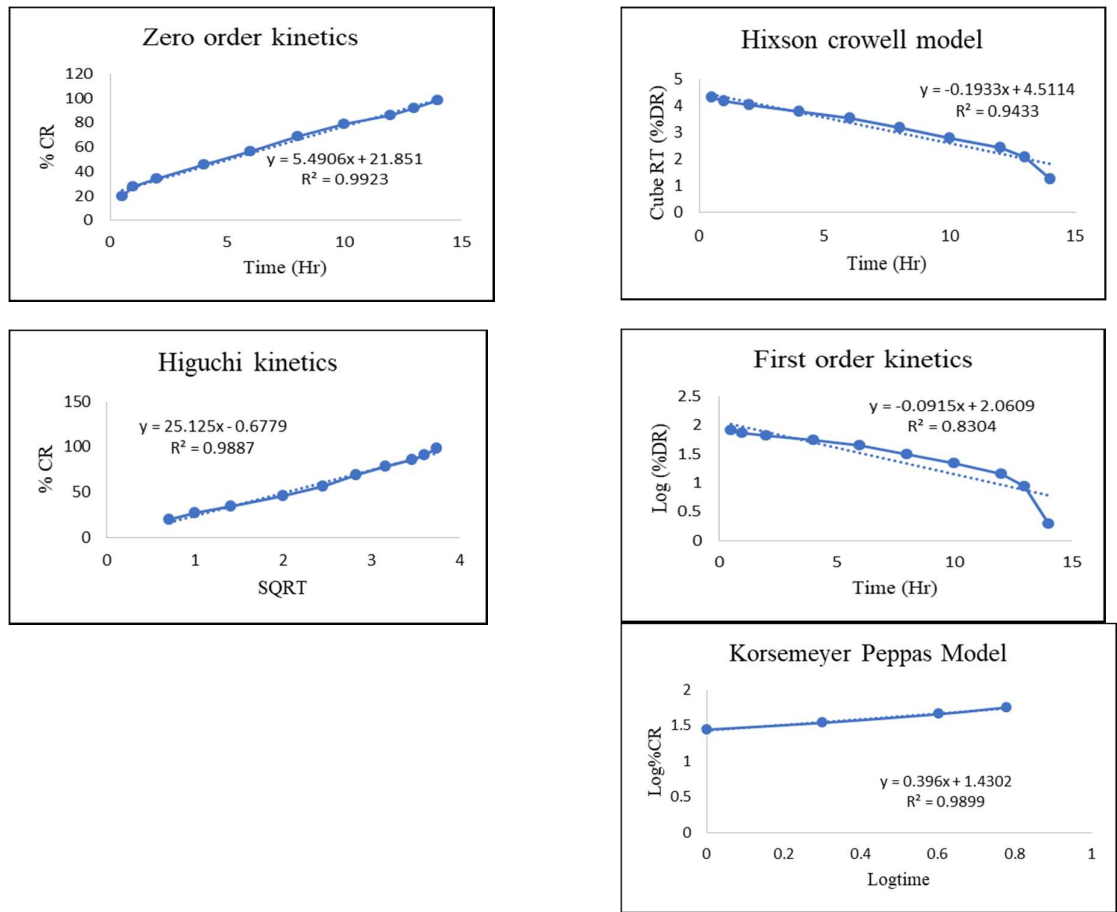 Zero order kinetics
120
100
80
60
40
20
0
% CR
y = 5.4906x + 21.851
R² = 0.9923
0 5 10 15
Time (Hr)
Hixson crowell model
5
4
3
2
1
0
Cube RT (%DR)
y = -0.1933x + 4.5114
R² = 0.9433
0 5 10 15
Time (Hr)
Higuchi kinetics
150
100
50
0
% CR
y = 25.125x - 0.6779
R² = 0.9887
0 1 2 3 4
SQRT
First order kinetics
2.5
2
1.5
1
0.5
0
Log (%DR)
y = -0.0915x + 2.0609
R² = 0.8304
0 5 10 15
Time (Hr)
Korsemeyer Peppas Model
2
1.5
1
0.5
0
Log%CR
y = 0.396x + 1.4302
R² = 0.9899
0 0.2 0.4 0.6 0.8 1
Logtime